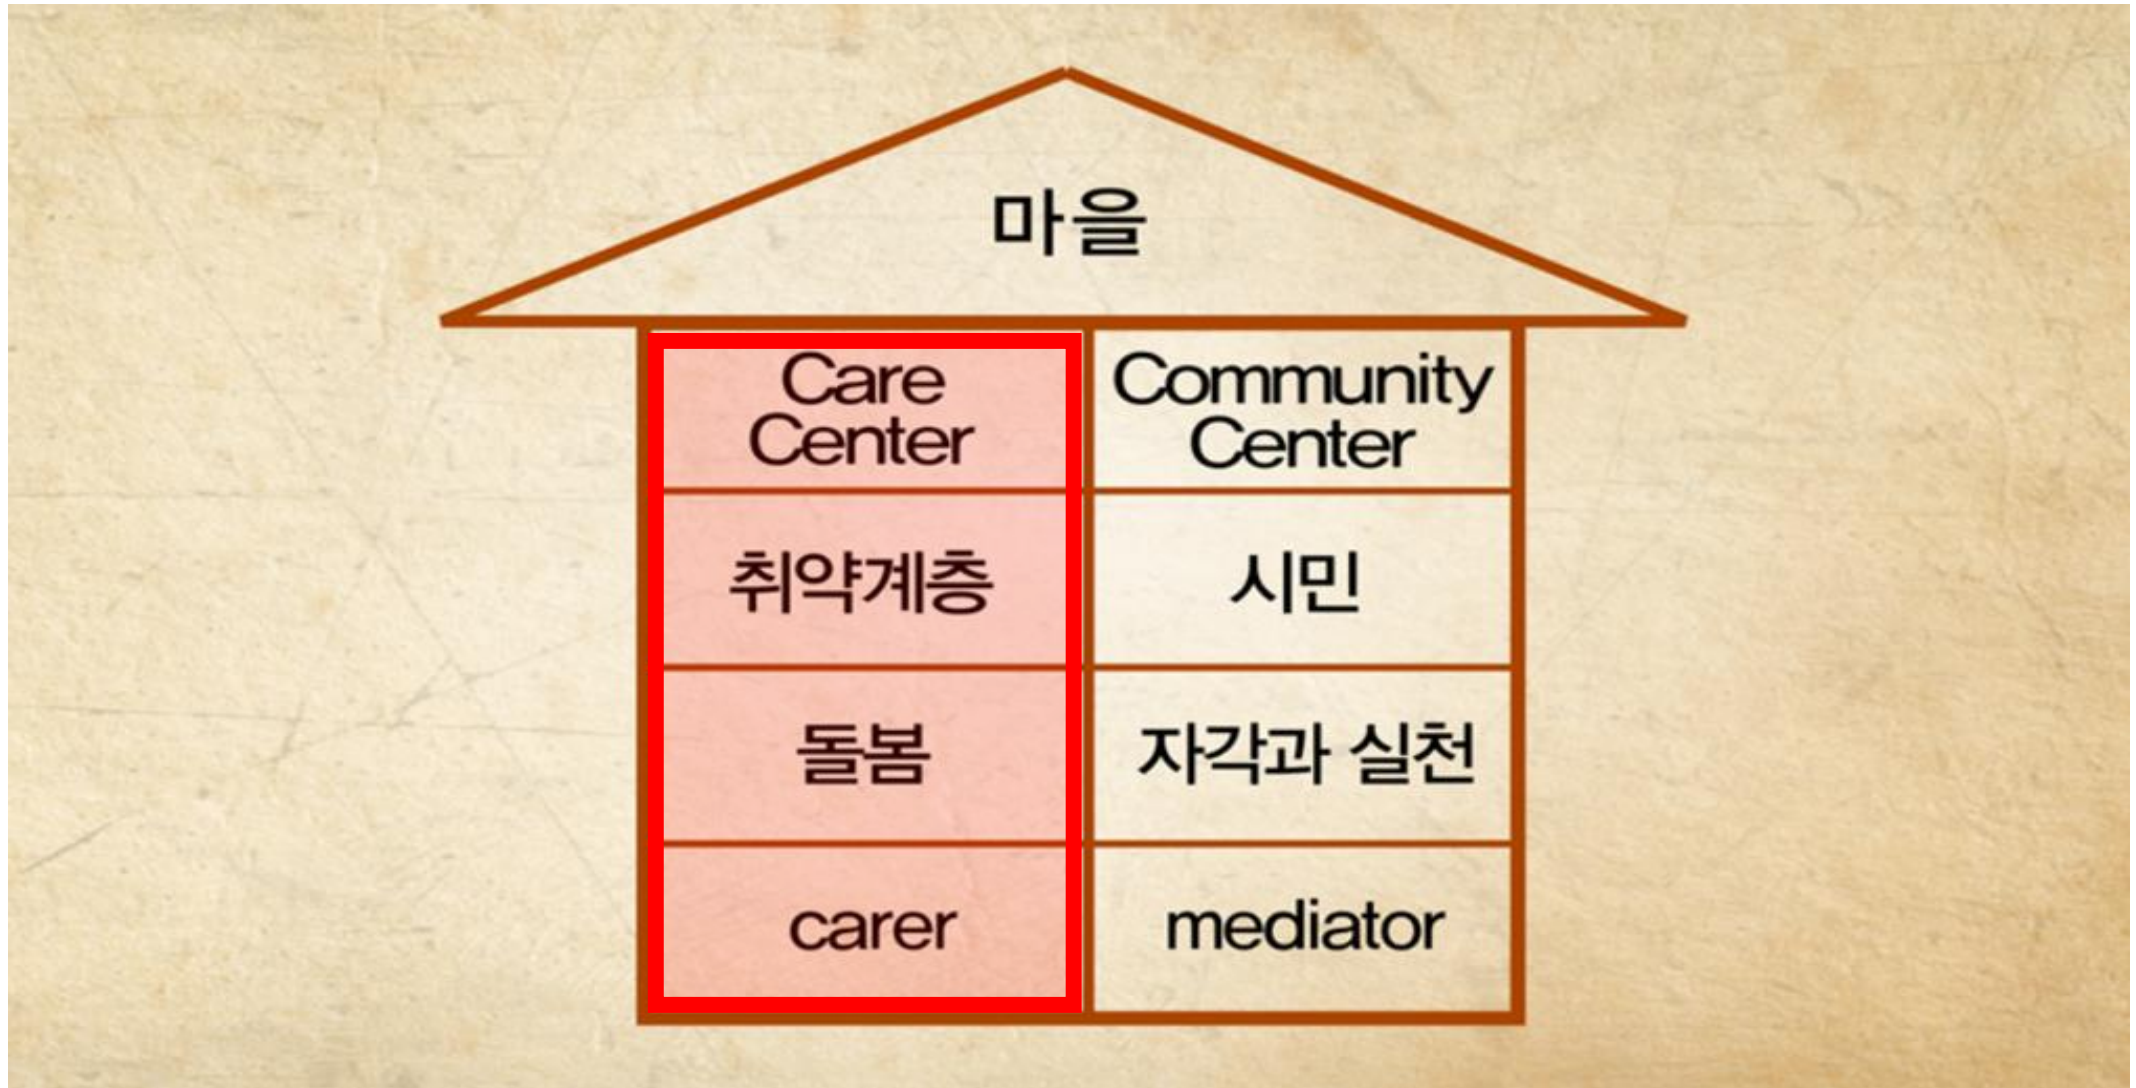 마을
Care
Center
Community
Center
취약계층
시민
돌봄
자각과 실천
carer
mediator